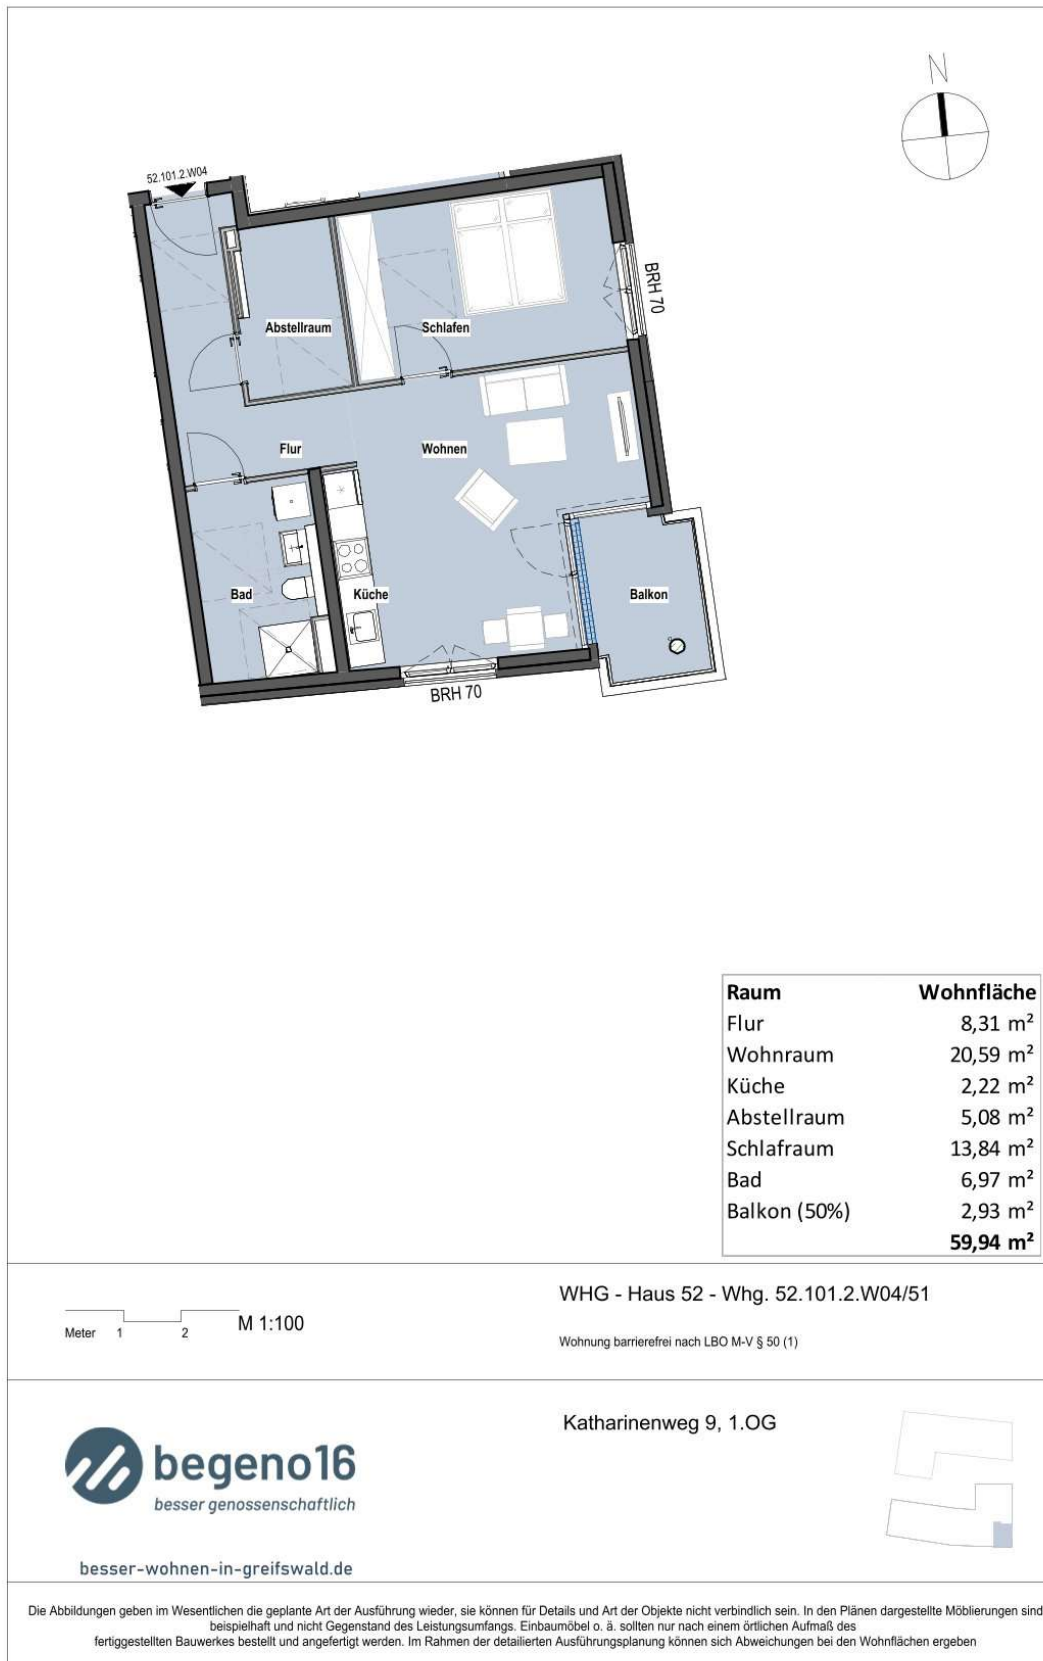 N
52.101.2.W04
BRH 70
Abstellraum
Schlafen
Flur
Wohnen
Bad
Küche
Balkon
BRH 70
Raum Wohnfläche
Flur 8,31 m²
Wohnraum 20,59 m²
Küche 2,22 m²
Abstellraum 5,08 m²
Schlafraum 13,84 m²
Bad 6,97 m²
Balkon (50%) 2,93 m²
59,94 m²
Meter 1 2 M 1:100
WHG - Haus 52 - Whg. 52.101.2.W04/51
Wohnung barrierefrei nach LBO M-V § 50 (1)
Katharinenweg 9, 1.OG
begeno16
besser genossenschaftlich
besser-wohnen-in-greifswald.de
Die Abbildungen geben im Wesentlichen die geplante Art der Ausführung wieder, sie können für Details und Art der Objekte nicht verbindlich sein. In den Plänen dargestellte Möblierungen sind
beispielhaft und nicht Gegenstand des Leistungsumfangs. Einbaumöbel o. ä. sollten nur nach einem örtlichen Aufmaß des
fertiggestellten Bauwerkes bestellt und angefertigt werden. Im Rahmen der detailierten Ausführungsplanung können sich Abweichungen bei den Wohnflächen ergeben